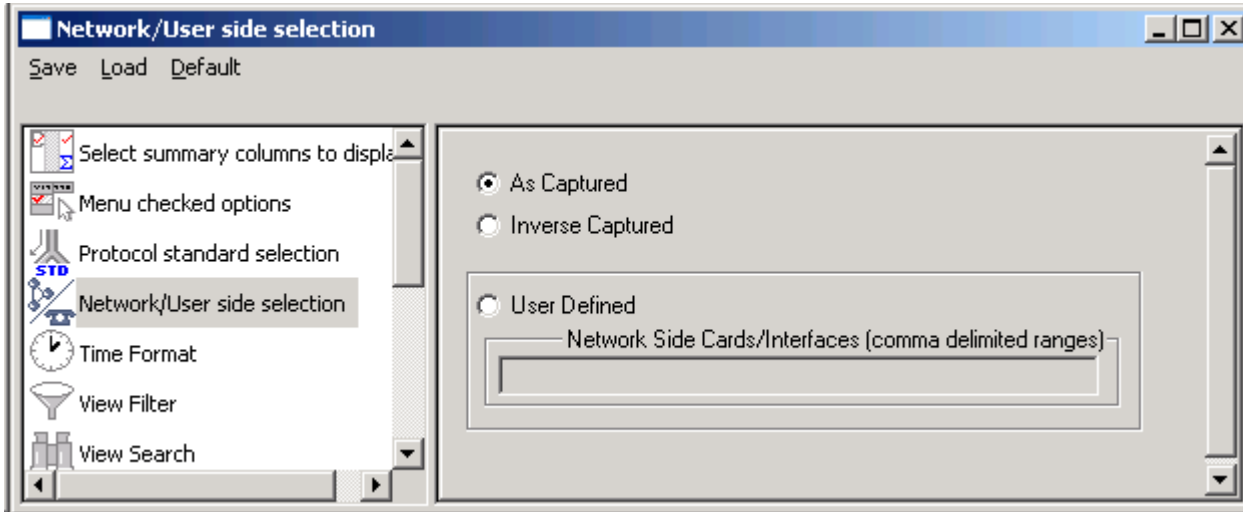 Network/User side selection
Save Load Default
Select summary columns to displa
Menu checked options
Protocol standard selection
STD
Network/User side selection
Time Format
View Filter
View Search
As Captured
Inverse Captured
User Defined
Network Side Cards/Interfaces (comma delimited ranges)